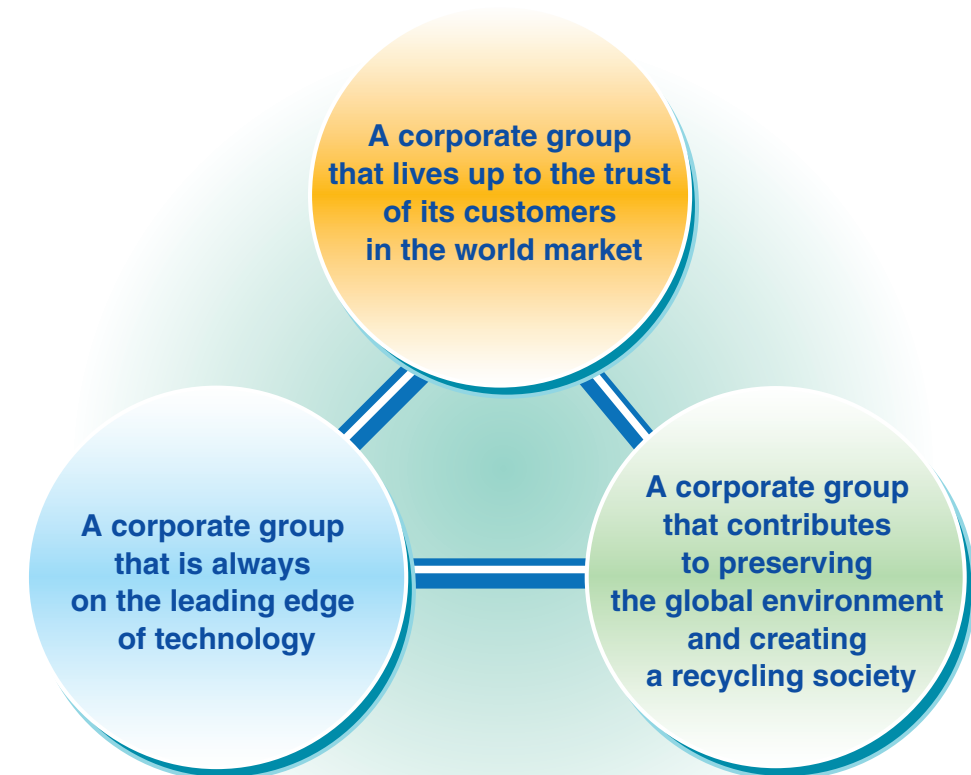 A corporate group
that lives up to the trust
of its customers
in the world market
A corporate group
that is always
on the leading edge
of technology
A corporate group
that contributes
to preserving
the global environment
and creating
a recycling society